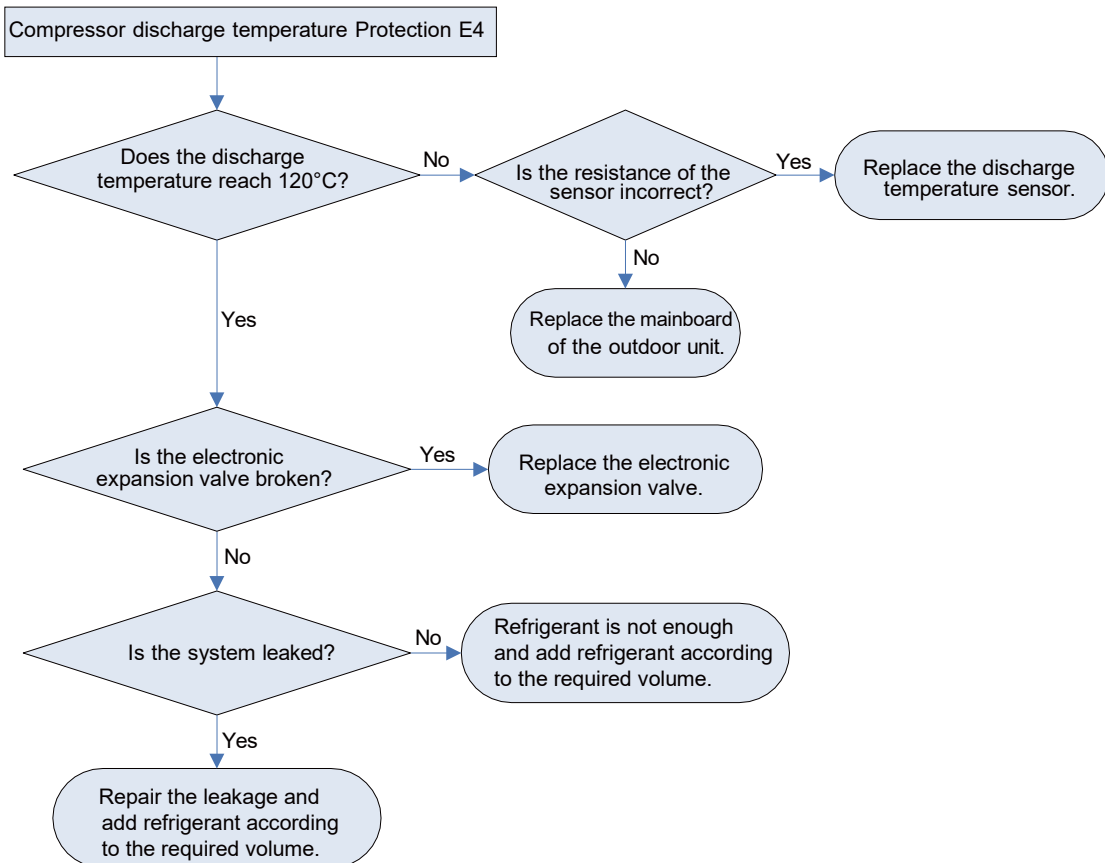 Compressor discharge temperature Protection E4
Does the discharge
temperature reach 120°C?
No
Is the resistance of the
sensor incorrect?
Yes
Replace the discharge
temperature sensor.
No
Replace the mainboard
of the outdoor unit.
Yes
Is the electronic
expansion valve broken?
Yes
Replace the electronic
expansion valve.
No
Is the system leaked?
No
Refrigerant is not enough
and add refrigerant according
to the required volume.
Yes
Repair the leakage and
add refrigerant according
to the required volume.